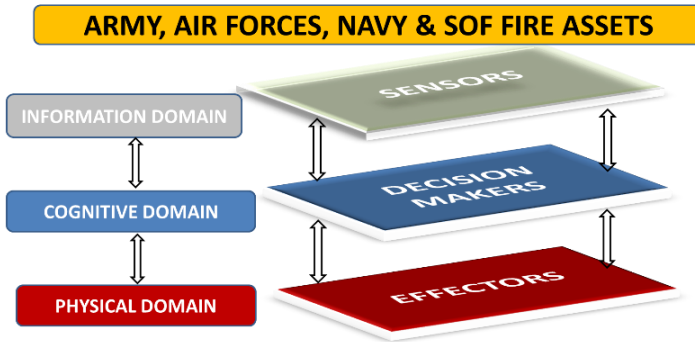 ARMY, AIR FORCES, NAVY & SOF FIRE ASSETS
SENSORS
INFORMATION DOMAIN
DECISION
MAKERS
COGNITIVE DOMAIN
EFFECTORS
PHYSICAL DOMAIN